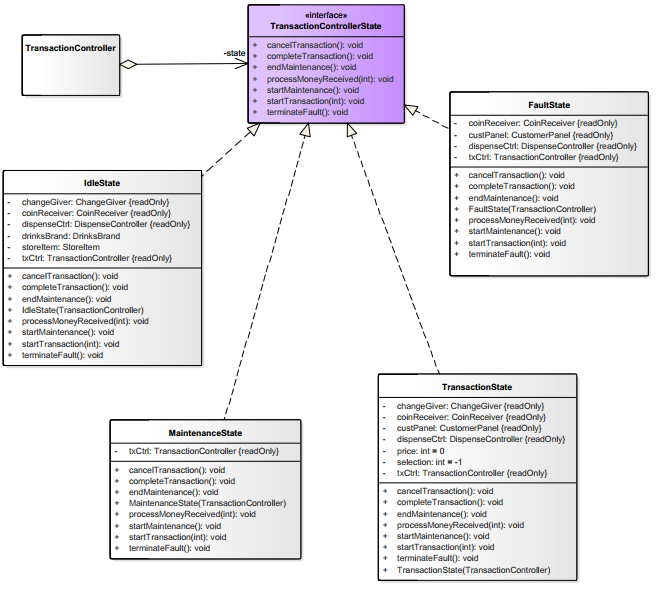 «interface»
TransactionControllerState
+ cancelTransaction(): void
+ completeTransaction(): void
+ endMaintenance(): void
+ processMoneyReceived(int): void
+ startMaintenance(): void
+ startTransaction(int): void
+ terminateFault(): void
TransactionController
-state
FaultState
- coinReceiver: CoinReceiver {readOnly}
- custPanel: CustomerPanel {readOnly}
- dispenseCtrl: DispenseController {readOnly}
- txCtrl: TransactionController {readOnly}
+ cancelTransaction(): void
+ completeTransaction(): void
+ endMaintenance(): void
+ FaultState(TransactionController)
+ processMoneyReceived(int): void
+ startMaintenance(): void
+ startTransaction(int): void
+ terminateFault(): void
IdleState
- changeGiver: ChangeGiver {readOnly}
- coinReceiver: CoinReceiver {readOnly}
- dispenseCtrl: DispenseController {readOnly}
- drinksBrand: DrinksBrand
- storeItem: StoreItem
- txCtrl: TransactionController {readOnly}
+ cancelTransaction(): void
+ completeTransaction(): void
+ endMaintenance(): void
+ IdleState(TransactionController)
+ processMoneyReceived(int): void
+ startMaintenance(): void
+ startTransaction(int): void
+ terminateFault(): void
MaintenanceState
- txCtrl: TransactionController {readOnly}
+ cancelTransaction(): void
+ completeTransaction(): void
+ endMaintenance(): void
+ MaintenanceState(TransactionController)
+ processMoneyReceived(int): void
+ startMaintenance(): void
+ startTransaction(int): void
+ terminateFault(): void
TransactionState
- changeGiver: ChangeGiver {readOnly}
- coinReceiver: CoinReceiver {readOnly}
- custPanel: CustomerPanel {readOnly}
- dispenseCtrl: DispenseController {readOnly}
- price: int = 0
- selection: int = -1
- txCtrl: TransactionController {readOnly}
+ cancelTransaction(): void
+ completeTransaction(): void
+ endMaintenance(): void
+ processMoneyReceived(int): void
+ startMaintenance(): void
+ startTransaction(int): void
+ terminateFault(): void
+ TransactionState(TransactionController)